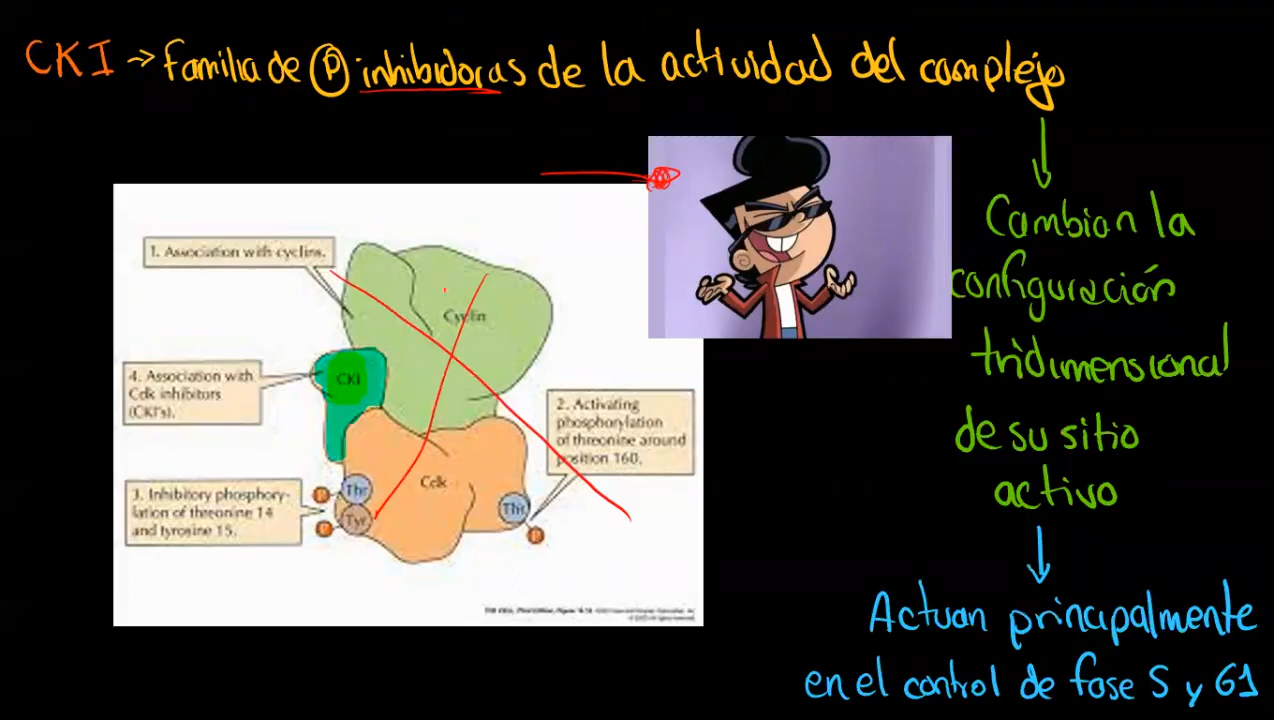 CKI → familia de Ⓟ inhibidoras de la actividad del complejo
Cambian la
configuración
tridimensional
de su sitio
activo
Actuan principalmente
en el control de fase S y G1
1. Association with cyclins.
Cyclin
CKI
4. Association with
Cdk inhibitors
(CKI's).
2. Activating
phosphorylation
of threonine around
position 160.
Cdk
3. Inhibitory phosphory-
lation of threonine 14
and tyrosine 15.
P Thr
P Tyr
Thr
P